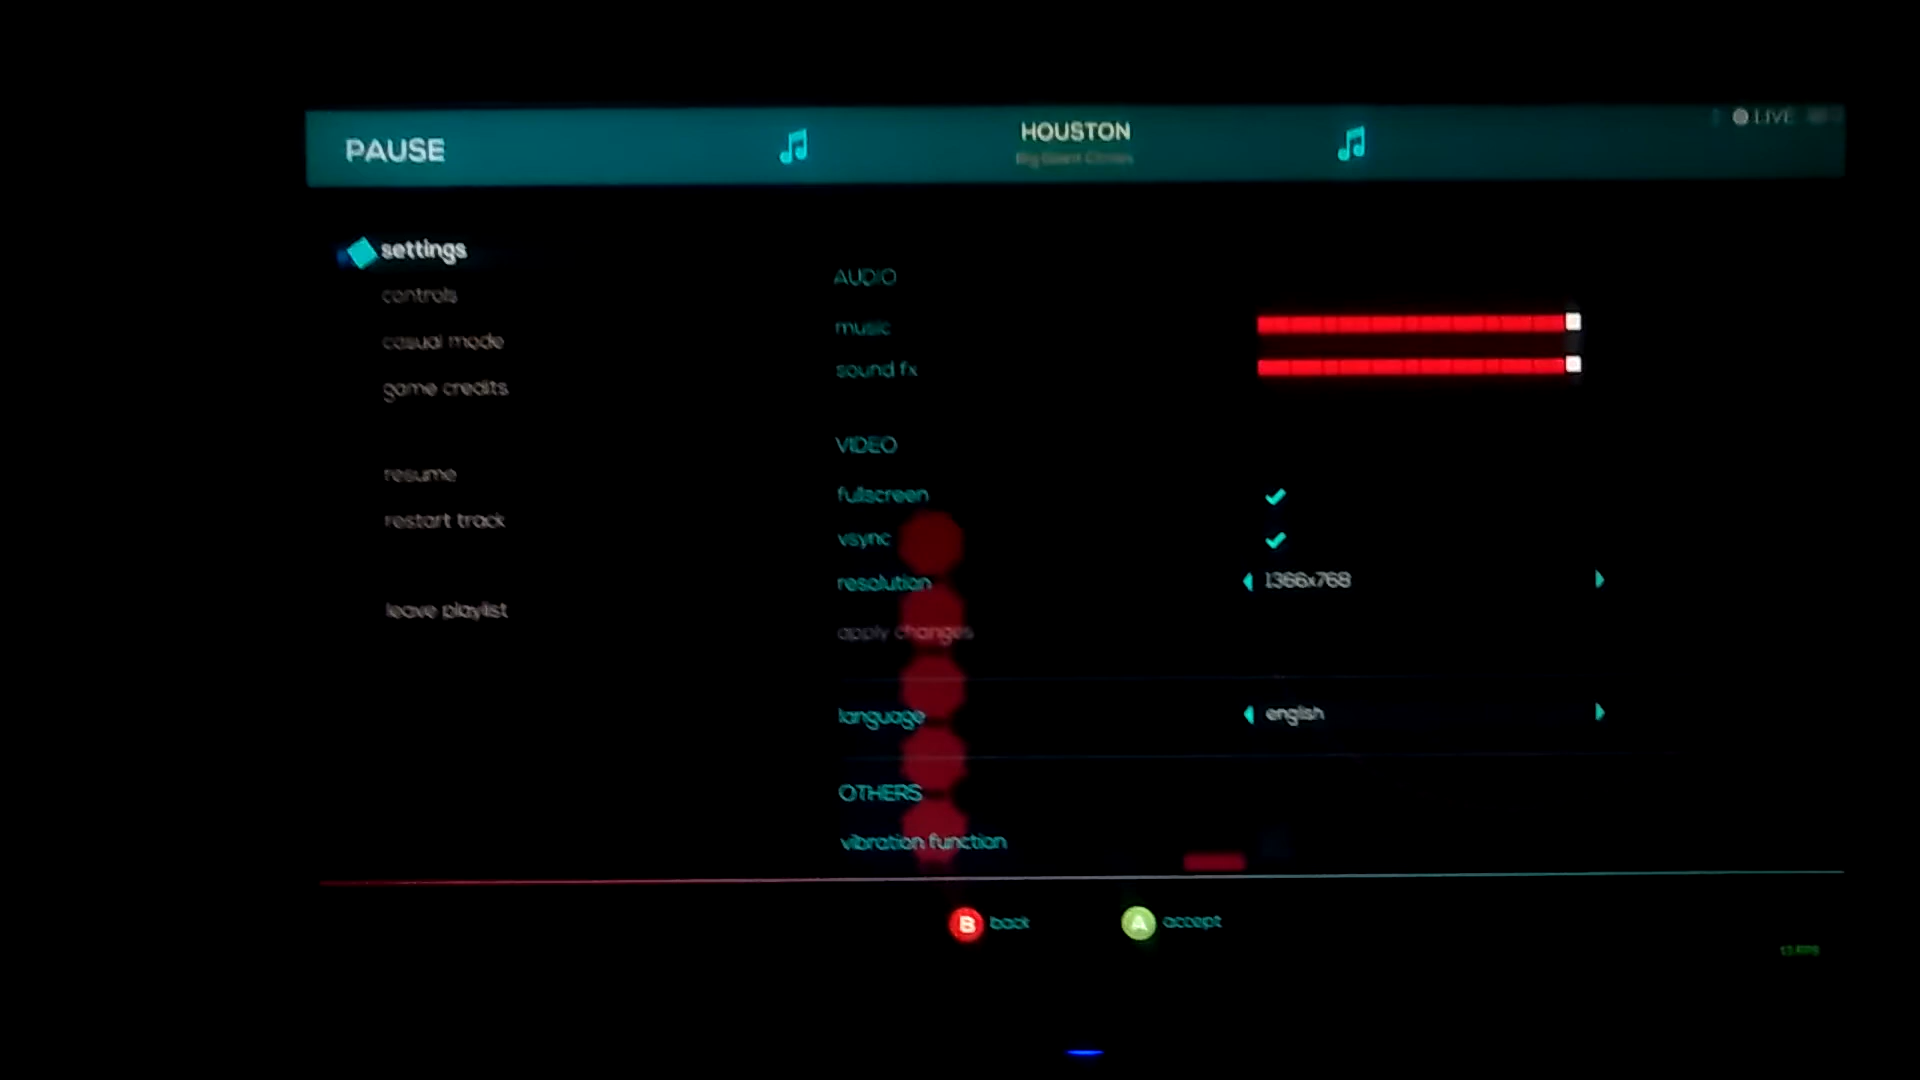 PAUSE
HOUSTON
LIVE
settings
controls
casual mode
game credits
resume
restart track
leave playlist
AUDIO
music
sound fx
VIDEO
fullscreen
vsync
resolution
1366x768
apply changes
language
english
OTHERS
vibration function
B back
A accept